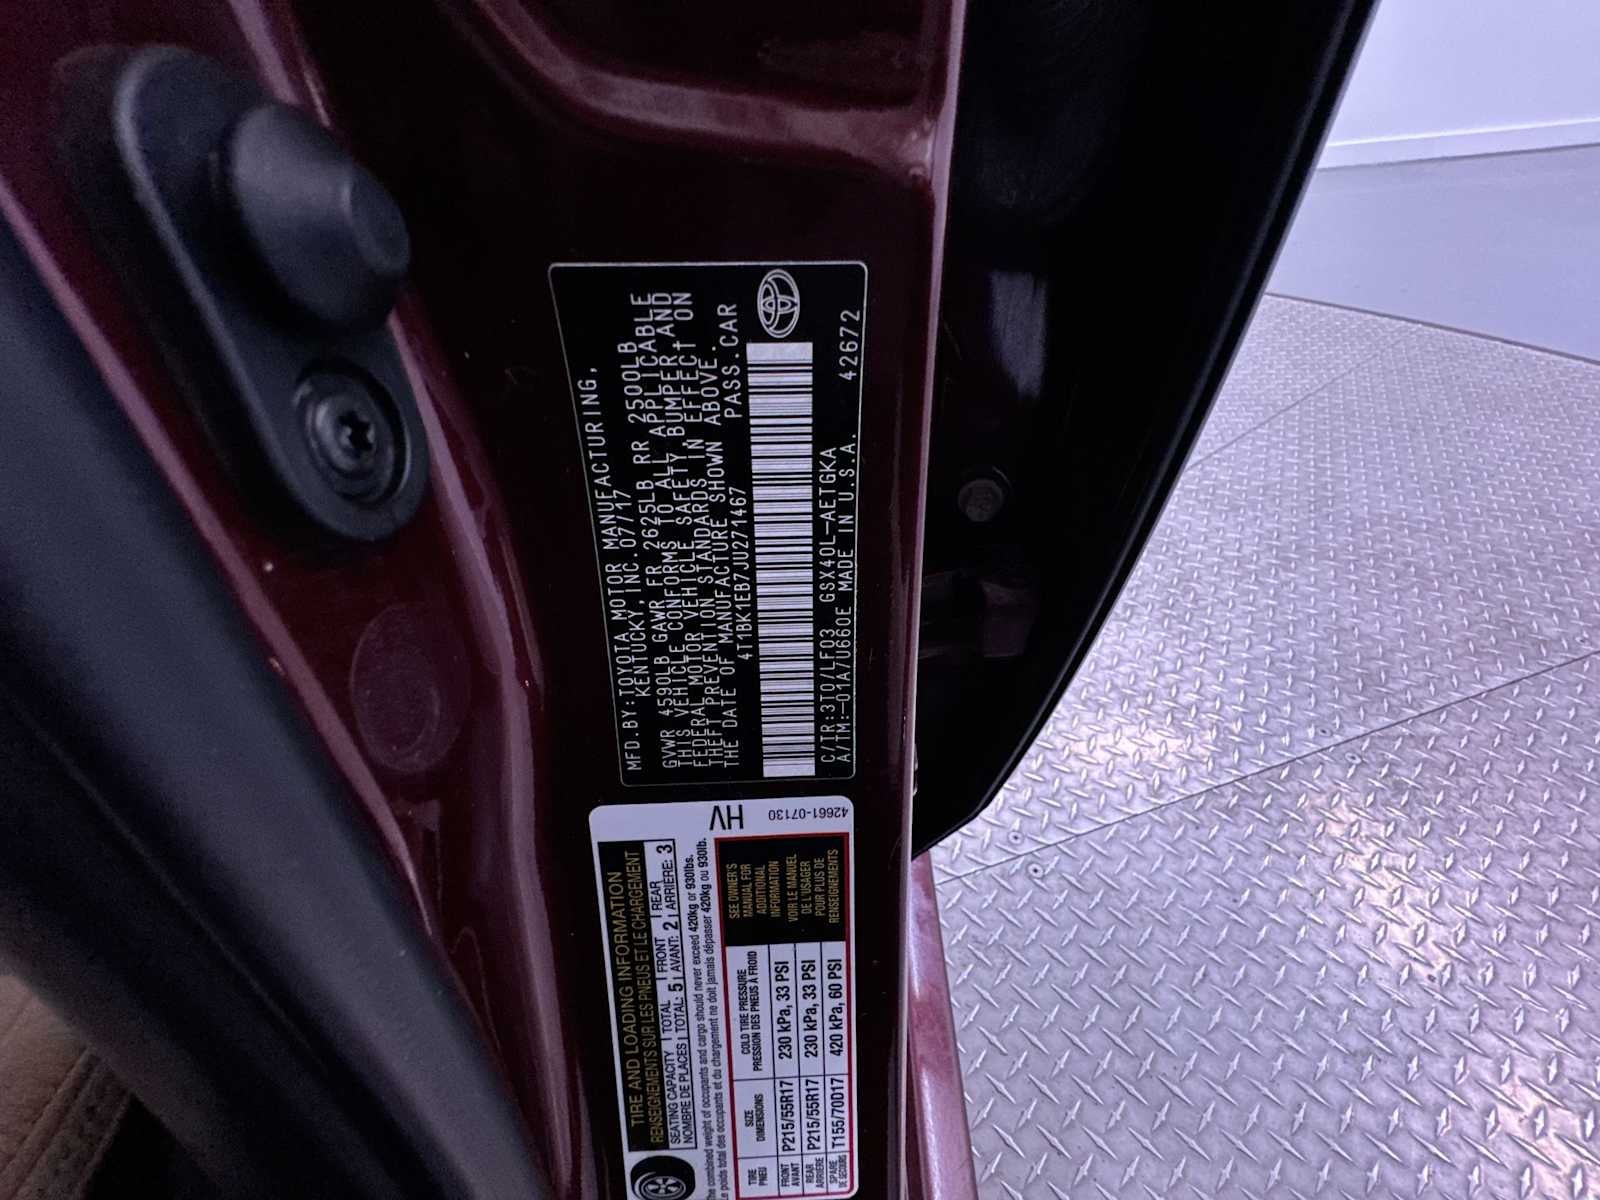 MFD.BY:TOYOTA MOTOR MANUFACTURING,
KENTUCKY,INC.07/17
GVWR 4590LB GAWR FR 2625LB RR 2500LB
THIS VEHICLE CONFORMS TO ALL APPLICABLE
FEDERAL MOTOR VEHICLE SAFETY, BUMPER, AND
THEFT PREVENTION STANDARDS IN EFFECT ON
THE DATE OF MANUFACTURE SHOWN ABOVE.
4T1BK1EB7JU271467 PASS.CAR
C/TR:3T0/LF03 GSX40L-AETGKA
A/TM:-01A/U660E MADE IN U.S.A.
42672
HV
42661-07130
TIRE AND LOADING INFORMATION
RENSEIGNEMENTS SUR LES PNEUS ET LE CHARGEMENT
SEATING CAPACITY TOTAL FRONT REAR
NOMBRE DE PLACES TOTAL: 5 AVANT: 2 ARRIÈRE: 3
The combined weight of occupants and cargo should never exceed 420kg or 930lbs.
Le poids total des occupants et du chargement ne doit jamais dépasser 420kg ou 930lb.
TIRE SIZE COLD TIRE PRESSURE
PNEU DIMENSIONS PRESSION DES PNEUS À FROID
FRONT AVANT P215/55R17 230 kPa, 33 PSI
REAR ARRIÈRE P215/55R17 230 kPa, 33 PSI
SPARE DE SECOURS T155/70D17 420 kPa, 60 PSI
SEE OWNER'S
MANUAL FOR
ADDITIONAL
INFORMATION
VOIR LE MANUEL
DE L'USAGER
POUR PLUS DE
RENSEIGNEMENTS